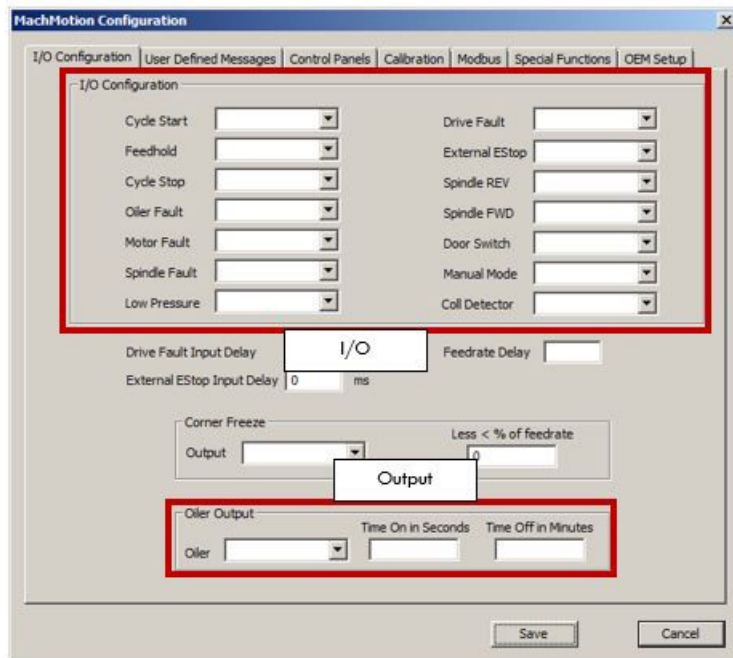 MachMotion Configuration
I/O Configuration User Defined Messages Control Panels Calibration Modbus Special Functions OEM Setup
I/O Configuration
Cycle Start Drive Fault
Feedhold External EStop
Cycle Stop Spindle REV
Oiler Fault Spindle FWD
Motor Fault Door Switch
Spindle Fault Manual Mode
Low Pressure Coll Detector
Drive Fault Input Delay I/O Feedrate Delay
External EStop Input Delay 0 ms
Corner Freeze
Less < % of feedrate
Output 0
Output
Oiler Output
Time On in Seconds Time Off in Minutes
Oiler
Save Cancel